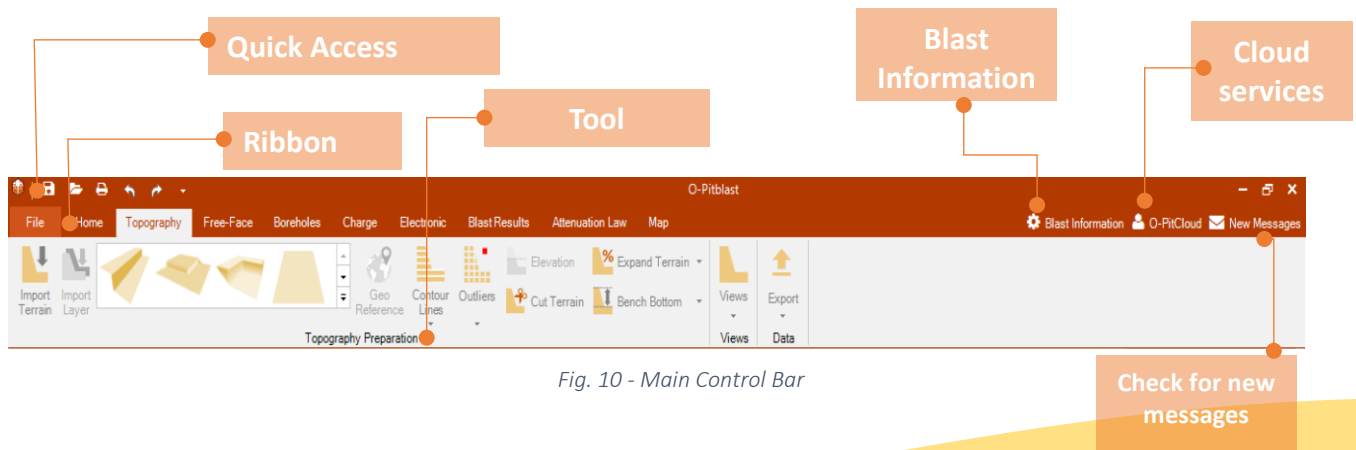 Quick Access
Blast
Information
Cloud
services
Tool
Ribbon
O-Pitblast
File Home Topography Free-Face Boreholes Charge Electronic Blast Results Attenuation Law Map Blast Information O-PitCloud New Messages
Import
Terrain
Import
Layer
Geo
Reference
Contour
Lines
Outliers
Elevation
Cut Terrain
Expand Terrain
Bench Bottom
Views
Export
Topography Preparation Views Data
Fig. 10 - Main Control Bar
Check for new
messages